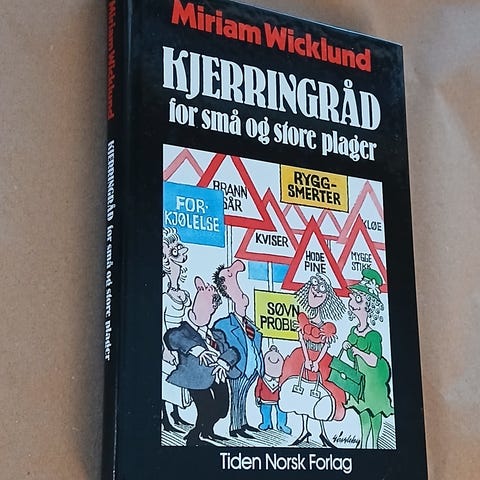 Miriam Wicklund
KJERRINGRÅD
for små og store plager
BRANN
SÅR
RYGG-
SMERTER
FOR-
KJØLELSE
KVISER
HODE
PINE
KLØE
MYGG
STIKK
SØVN
PROBL
Tiden Norsk Forlag
Miriam Wicklund KJERRINGRÅD for små og store plager